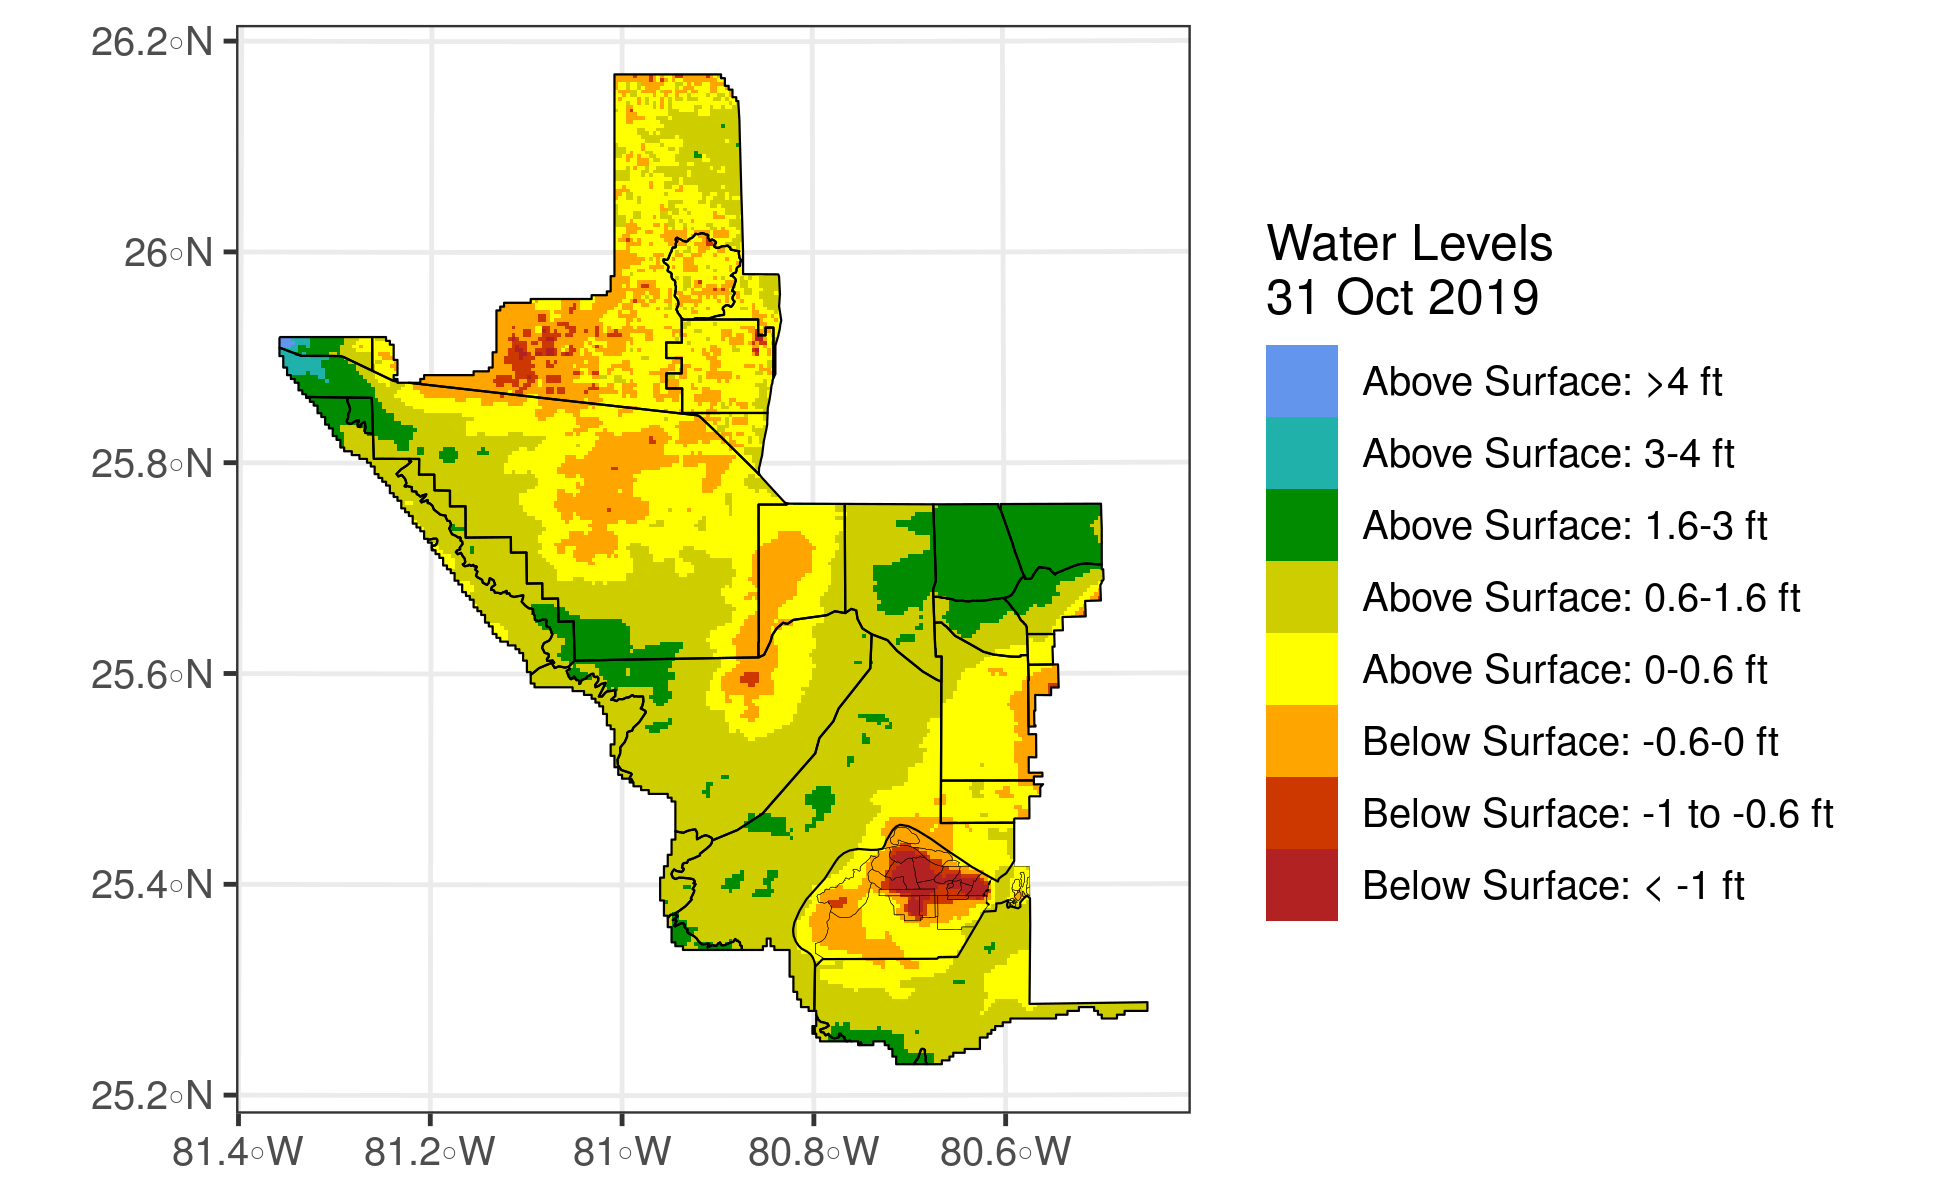 26.2°N
26°N
25.8°N
25.6°N
25.4°N
25.2°N
81.4°W 81.2°W 81°W 80.8°W 80.6°W
Water Levels
31 Oct 2019
Above Surface: >4 ft
Above Surface: 3-4 ft
Above Surface: 1.6-3 ft
Above Surface: 0.6-1.6 ft
Above Surface: 0-0.6 ft
Below Surface: -0.6-0 ft
Below Surface: -1 to -0.6 ft
Below Surface: < -1 ft